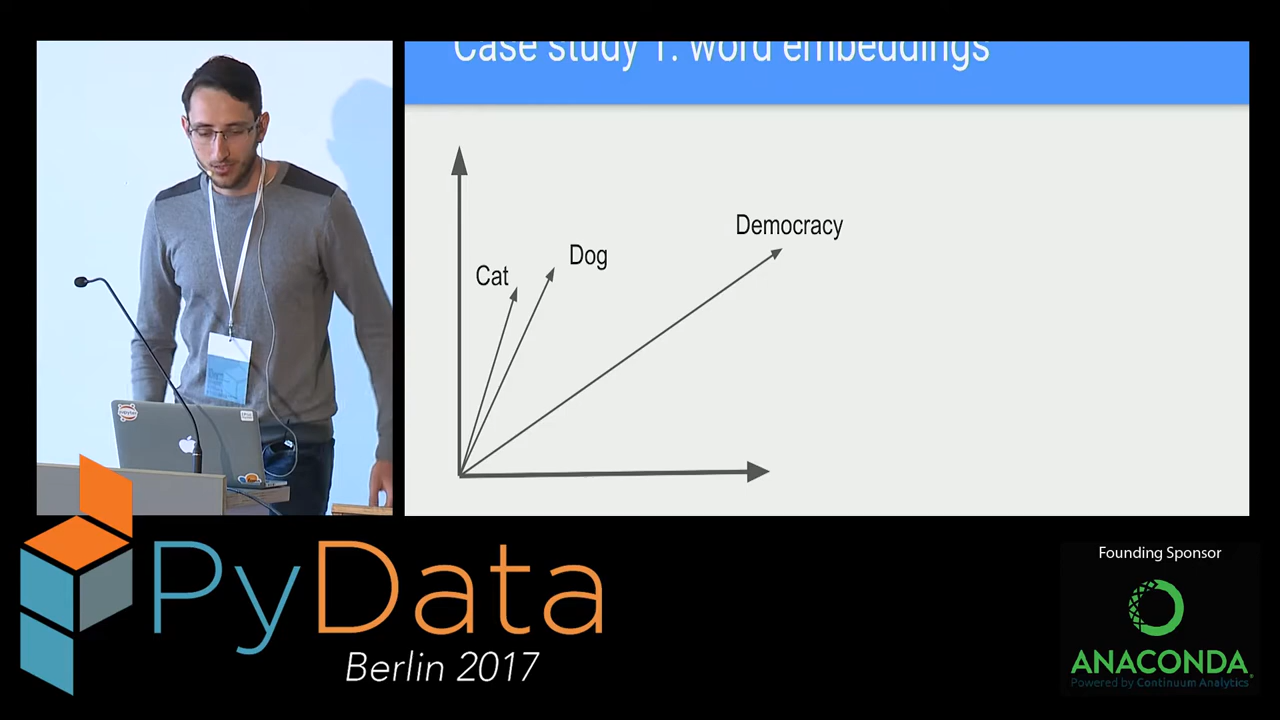 Case study 1: word embeddings
Democracy
Dog
Cat
PyData
Berlin 2017
Founding Sponsor
ANACONDA
Powered by Continuum Analytics